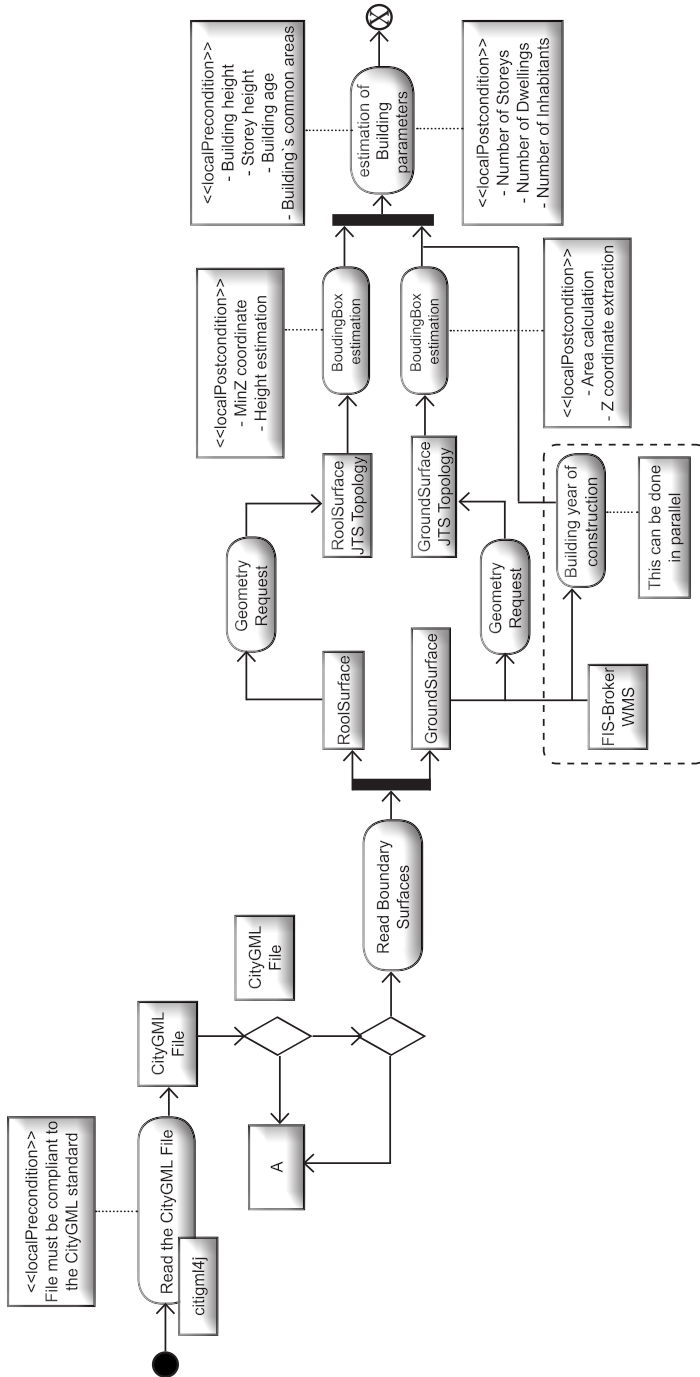 <<localPrecondition>>
File must be compliant to
the CityGML standard
Read the CityGML File
citigml4j
CityGML
File
A
CityGML
File
Read Boundary
Surfaces
RoolSurface
GroundSurface
Geometry
Request
Geometry
Request
FIS-Broker
WMS
RoolSurface
JTS Topology
GroundSurface
JTS Topology
Building year of
construction
This can be done
in parallel
<<localPostcondition>>
- MinZ coordinate
- Height estimation
BoudingBox
estimation
BoudingBox
estimation
<<localPostcondition>>
- Area calculation
- Z coordinate extraction
<<localPrecondition>>
- Building height
- Storey height
- Building age
- Building`s common areas
estimation of
Building
parameters
X
<<localPostcondition>>
- Number of Storeys
- Number of Dwellings
- Number of Inhabitants